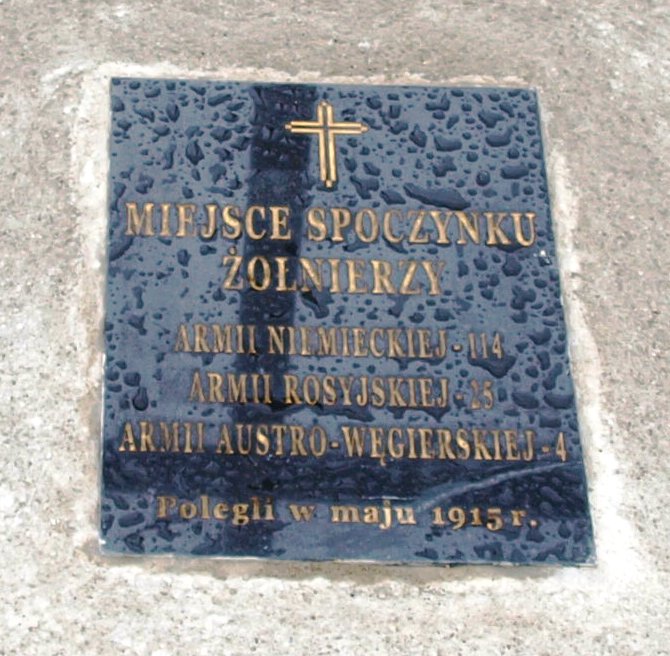 MIEJSCE SPOCZYNKU
ŻOŁNIERZY
ARMII NIEMIECKIEJ - 114
ARMII ROSYJSKIEJ - 25
ARMII AUSTRO-WĘGIERSKIEJ - 4
Polegli w maju 1915 r.